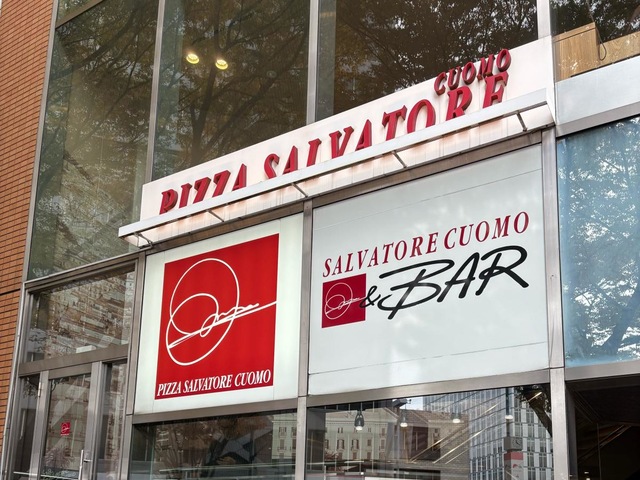 CUOMO
PIZZA SALVATORE
PIZZA SALVATORE CUOMO
SALVATORE CUOMO
& BAR